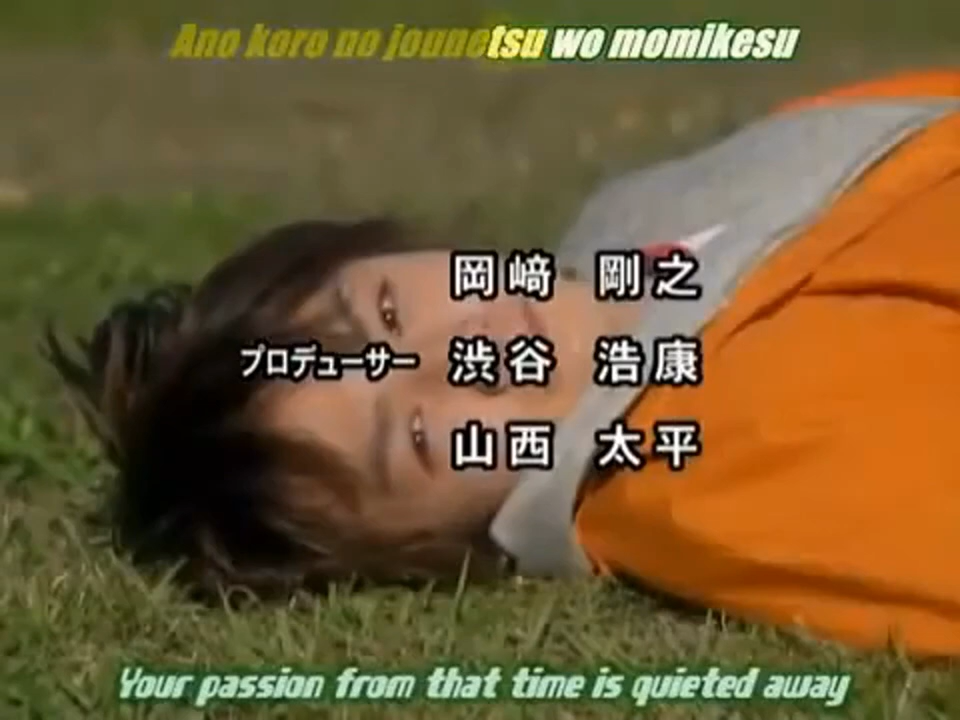 Ano koro no jounetsu wo momikesu
岡﨑 剛之
プロデューサー 渋谷 浩康
山西 太平
Your passion from that time is quieted away